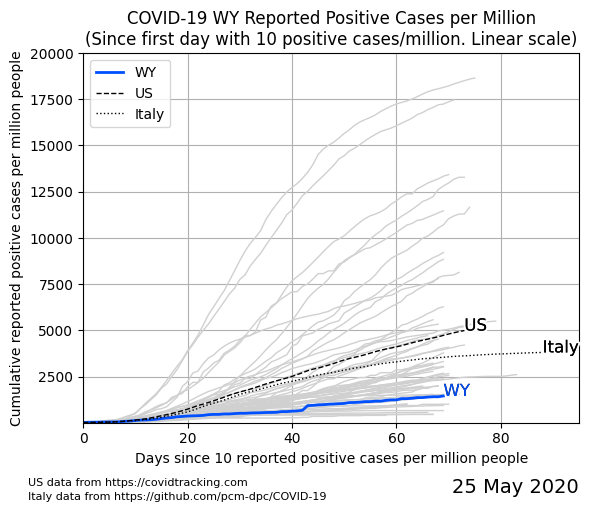 COVID-19 WY Reported Positive Cases per Million
(Since first day with 10 positive cases/million. Linear scale)
Cumulative reported positive cases per million people
20000
17500
15000
12500
10000
7500
5000
2500
WY
US
Italy
US
Italy
WY
0 20 40 60 80
Days since 10 reported positive cases per million people
US data from https://covidtracking.com
Italy data from https://github.com/pcm-dpc/COVID-19
25 May 2020